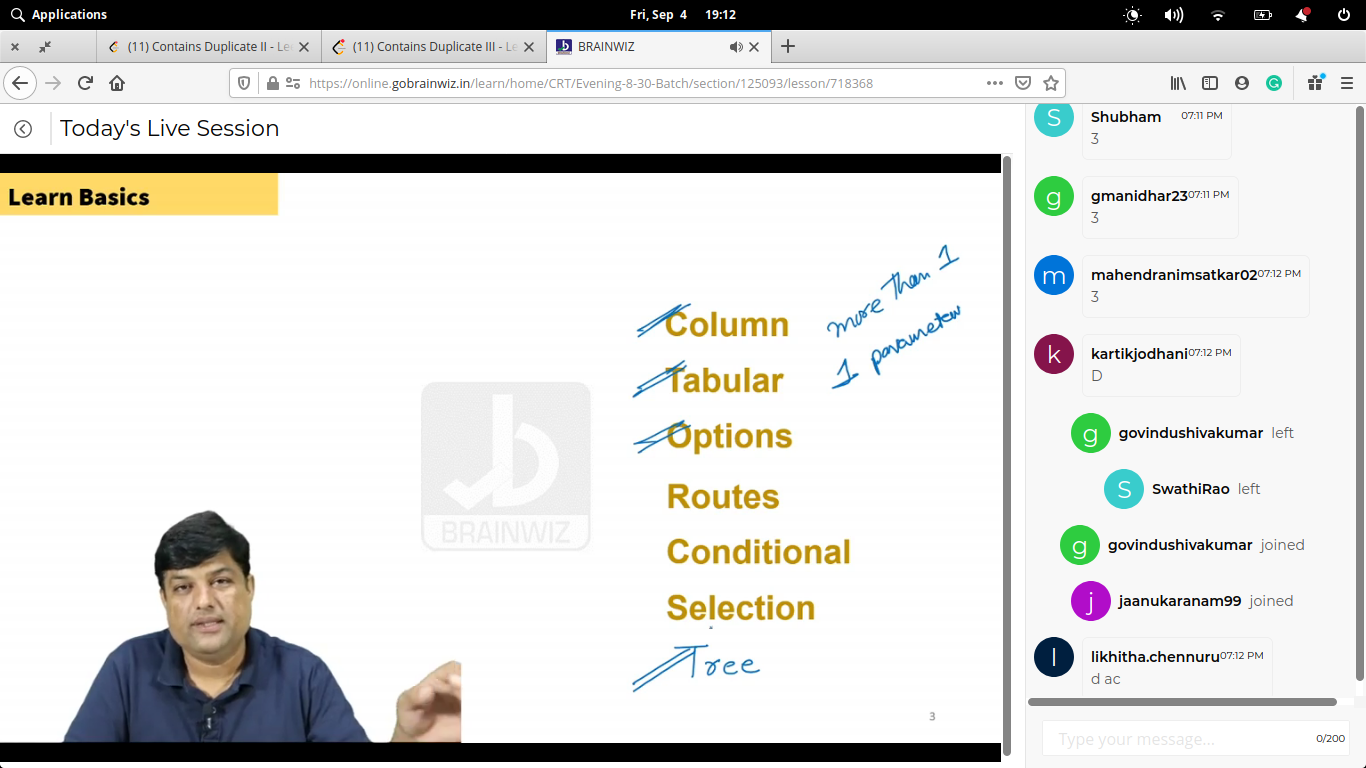 Applications
Fri, Sep 4 19:12
(11) Contains Duplicate II - Le
(11) Contains Duplicate III - Le
BRAINWIZ
https://online.gobrainwiz.in/learn/home/CRT/Evening-8-30-Batch/section/125093/lesson/718368
Today's Live Session
Learn Basics
Column
more than 1
Tabular
1 parameter
Options
Routes
Conditional
Selection
Tree
BRAINWIZ
3
S
Shubham 07:11 PM
3
g
gmanidhar23 07:11 PM
3
m
mahendranimsatkar02 07:12 PM
3
k
kartikjodhani 07:12 PM
D
g govindushivakumar left
S SwathiRao left
g govindushivakumar joined
j jaanukaranam99 joined
l
likhitha.chennuru 07:12 PM
d ac
Type your message... 0/200